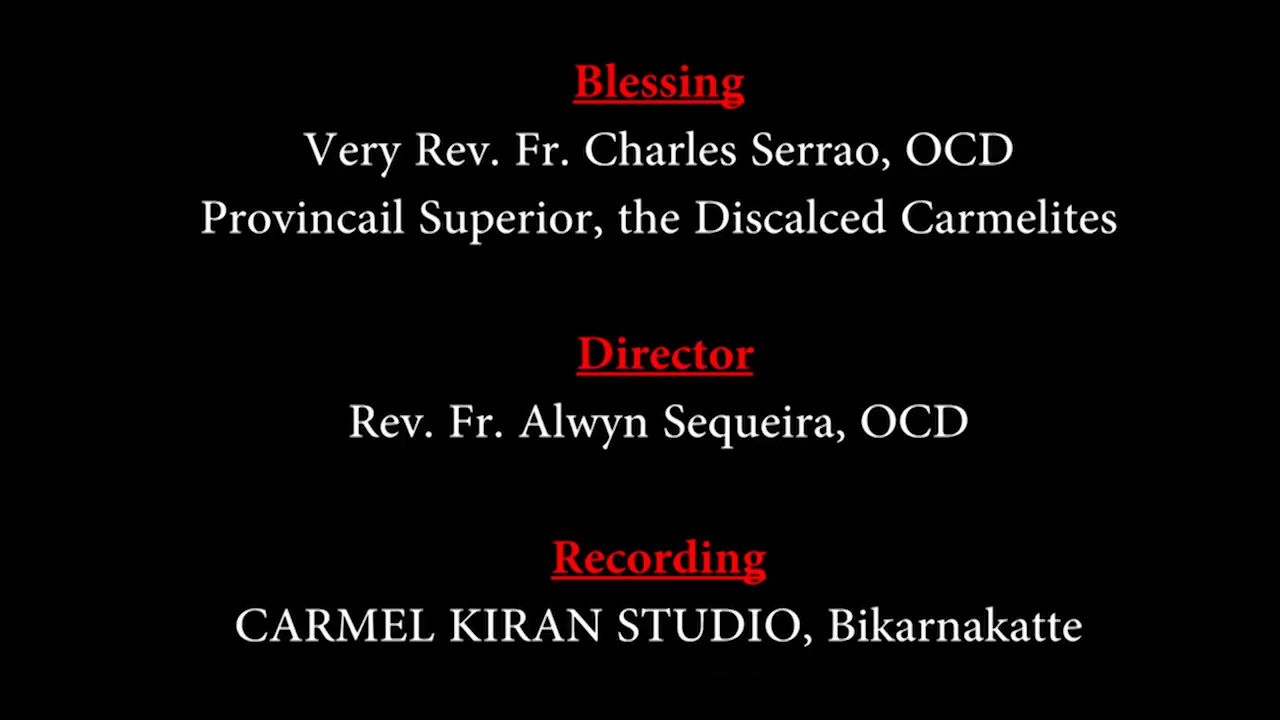 Blessing
Very Rev. Fr. Charles Serrao, OCD
Provincail Superior, the Discalced Carmelites
Director
Rev. Fr. Alwyn Sequeira, OCD
Recording
CARMEL KIRAN STUDIO, Bikarnakatte